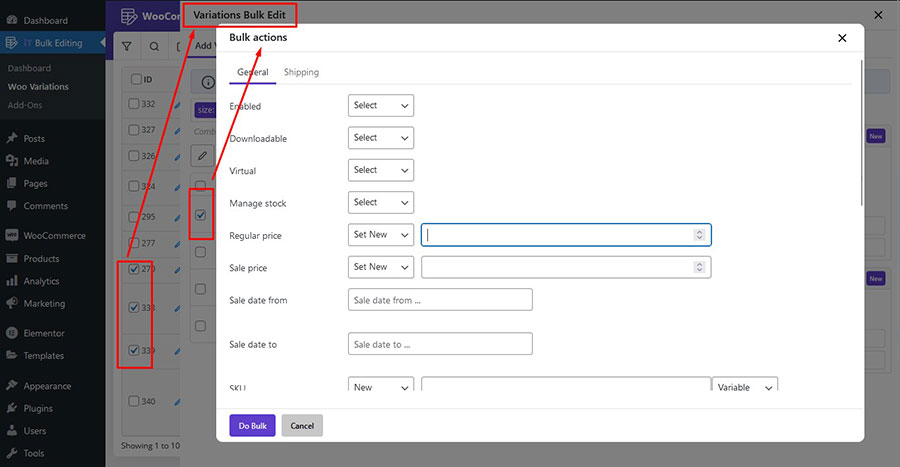 Dashboard
iT Bulk Editing
Dashboard
Woo Variations
Add-Ons
Posts
Media
Pages
Comments
WooCommerce
Products
Analytics
Marketing
Elementor
Templates
Appearance
Plugins
Users
Tools
WooCommerc
Variations Bulk Edit
ID
332
327
326
324
295
277
270
333
339
340
Showing 1 to 10
Add V
size:
Comb
New
New
Bulk actions
General Shipping
Enabled Select
Downloadable Select
Virtual Select
Manage stock Select
Regular price Set New
Sale price Set New
Sale date from Sale date from ...
Sale date to Sale date to ...
SKU New Variable
Do Bulk Cancel